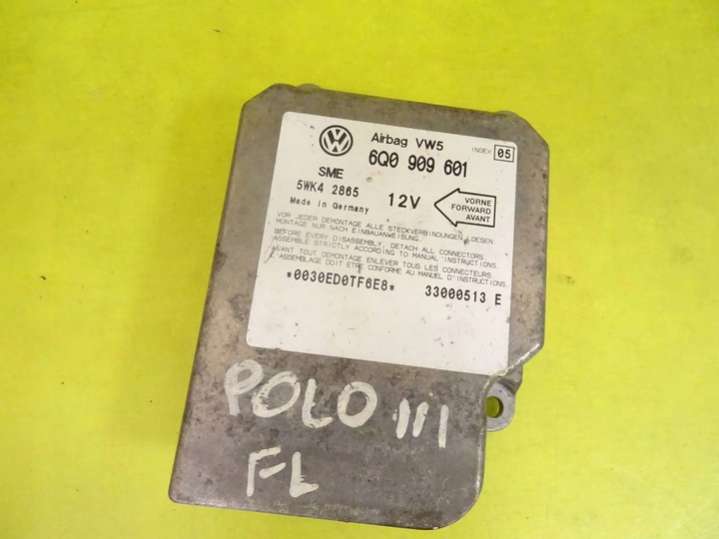 VW
Airbag VW5
INDEX 05
6Q0 909 601
SME
5WK4 2865
12V
Made in Germany
VORNE
FORWARD
AVANT
VOR JEDER DEMONTAGE ALLE STECKVERBINDUNGEN LOESEN
MONTAGE NUR NACH EINBAUANWEISUNG.
BEFORE EVERY DISASSEMBLY, DETACH ALL CONNECTORS
ASSEMBLE STRICTLY ACCORDING TO MANUAL INSTRUCTIONS.
AVANT TOUT DEMONTAGE ENLEVER TOUS LES CONNECTEURS
L'ASSEMBLAGE DOIT ETRE CONFORME AU MANUEL D'INSTRUCTIONS.
*0030ED0TF6E8*
33000513 E
POLO III
FL